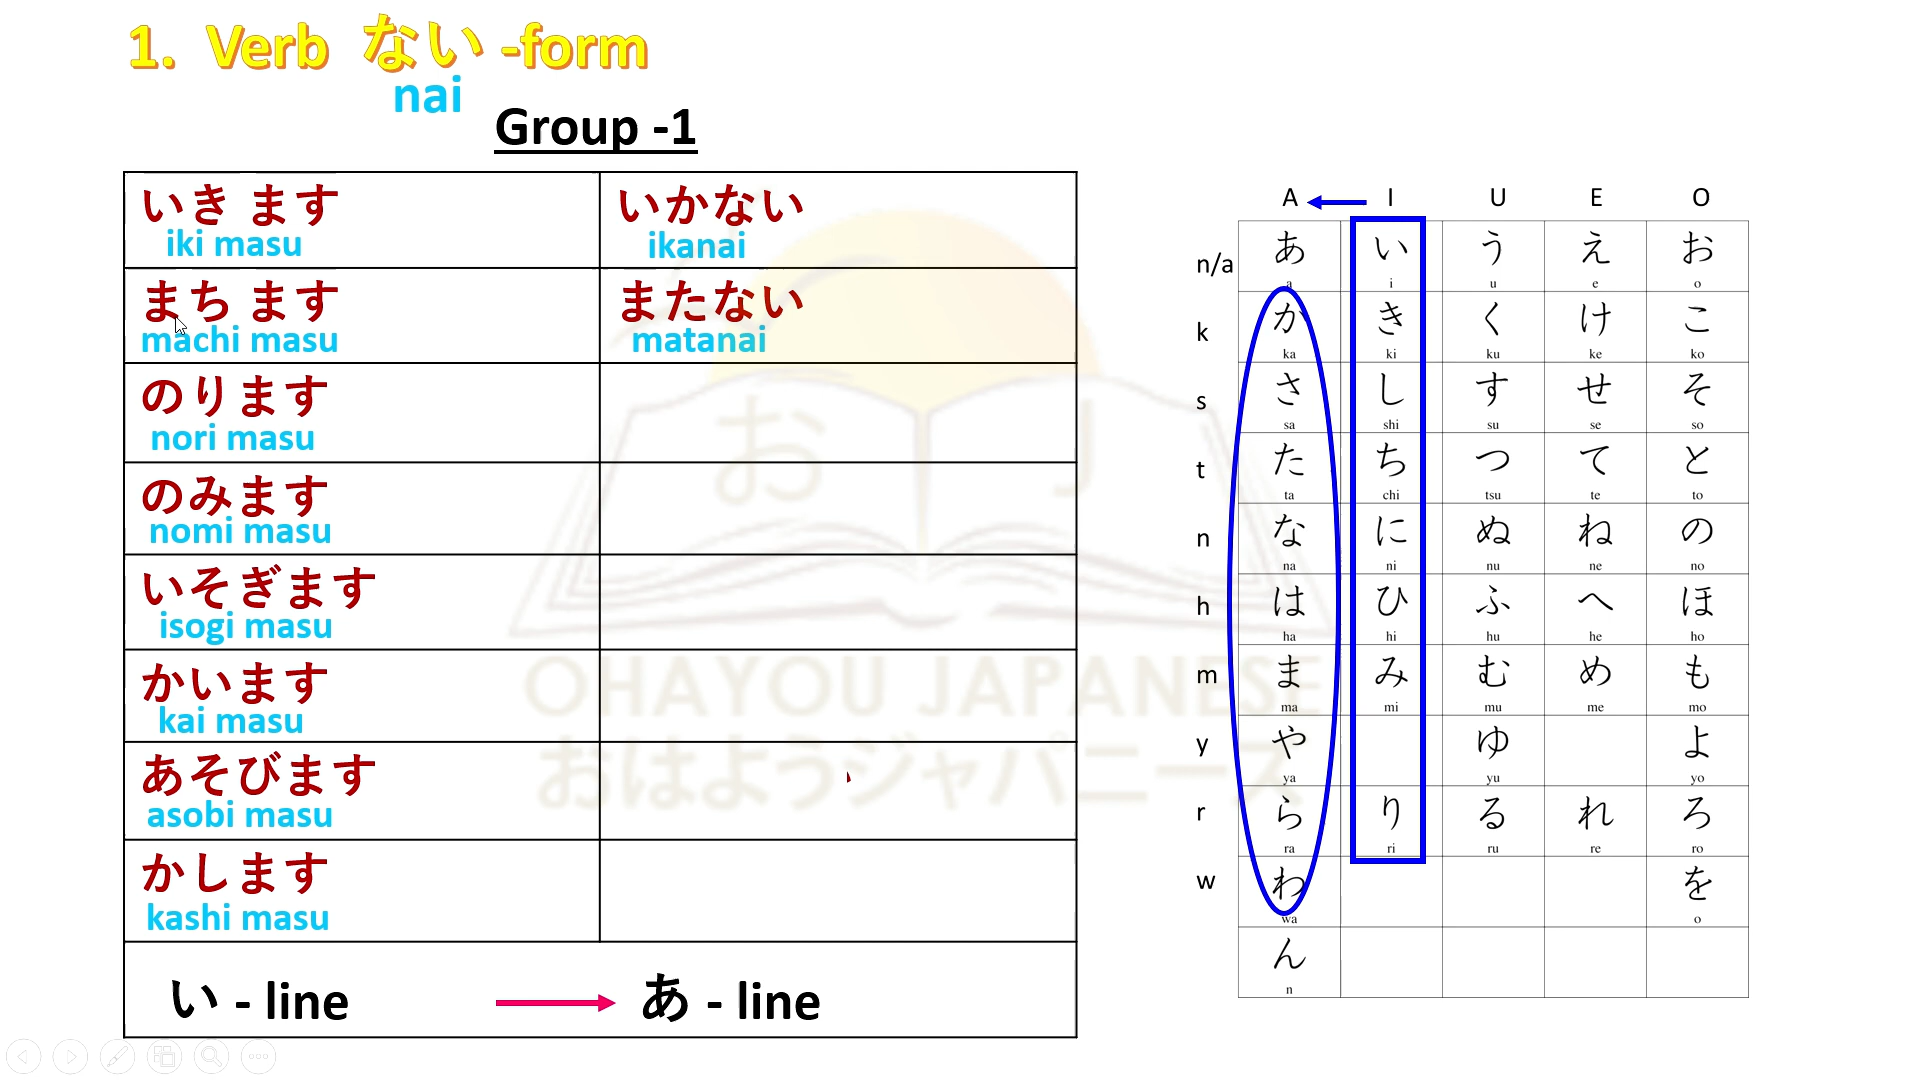 1. Verb ない -form
nai
Group -1
いき ます いかない
iki masu ikanai
まち ます またない
machi masu matanai
のります
nori masu
のみます
nomi masu
いそぎます
isogi masu
かいます
kai masu
あそびます
asobi masu
かします
kashi masu
い - line あ - line
A I U E O
n/a あ い う え お
a i u e o
k か き く け こ
ka ki ku ke ko
s さ し す せ そ
sa shi su se so
t た ち つ て と
ta chi tsu te to
n な に ぬ ね の
na ni nu ne no
h は ひ ふ へ ほ
ha hi hu he ho
m ま み む め も
ma mi mu me mo
y や ゆ よ
ya yu yo
r ら り る れ ろ
ra ri ru re ro
w わ を
wa o
ん
n
おり
OHAYOU JAPANESE
おはようジャパニーズ